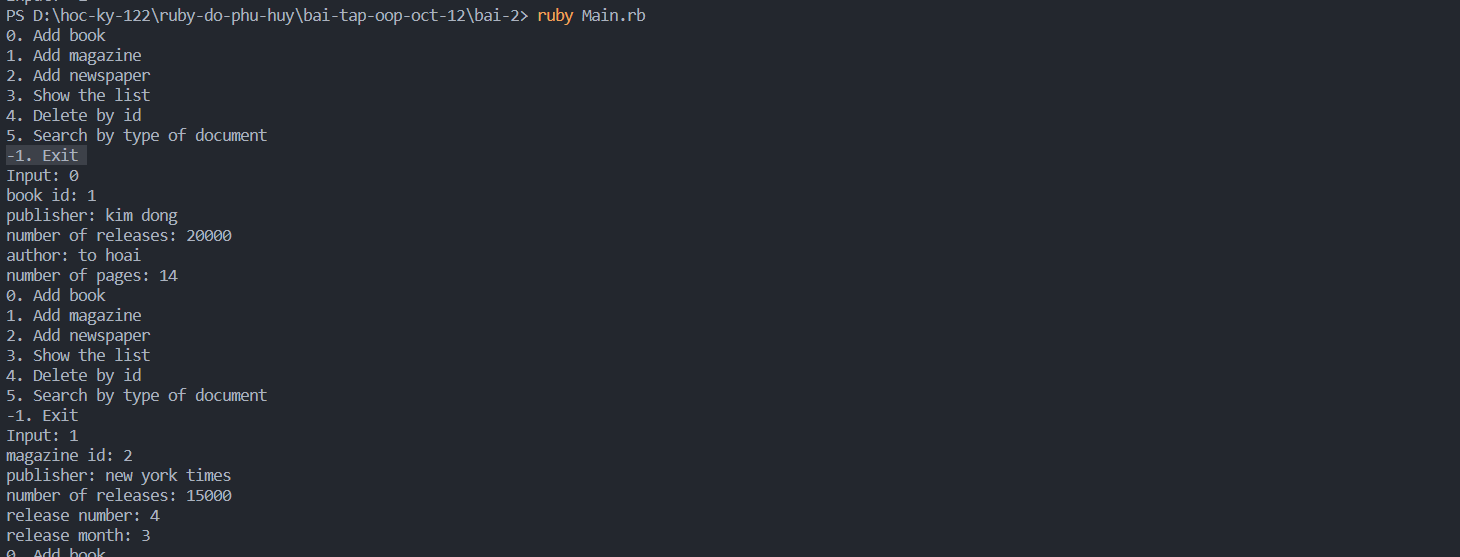 PS D:\hoc-ky-122\ruby-do-phu-huy\bai-tap-oop-oct-12\bai-2> ruby Main.rb
0. Add book
1. Add magazine
2. Add newspaper
3. Show the list
4. Delete by id
5. Search by type of document
-1. Exit
Input: 0
book id: 1
publisher: kim dong
number of releases: 20000
author: to hoai
number of pages: 14
0. Add book
1. Add magazine
2. Add newspaper
3. Show the list
4. Delete by id
5. Search by type of document
-1. Exit
Input: 1
magazine id: 2
publisher: new york times
number of releases: 15000
release number: 4
release month: 3
0. Add book